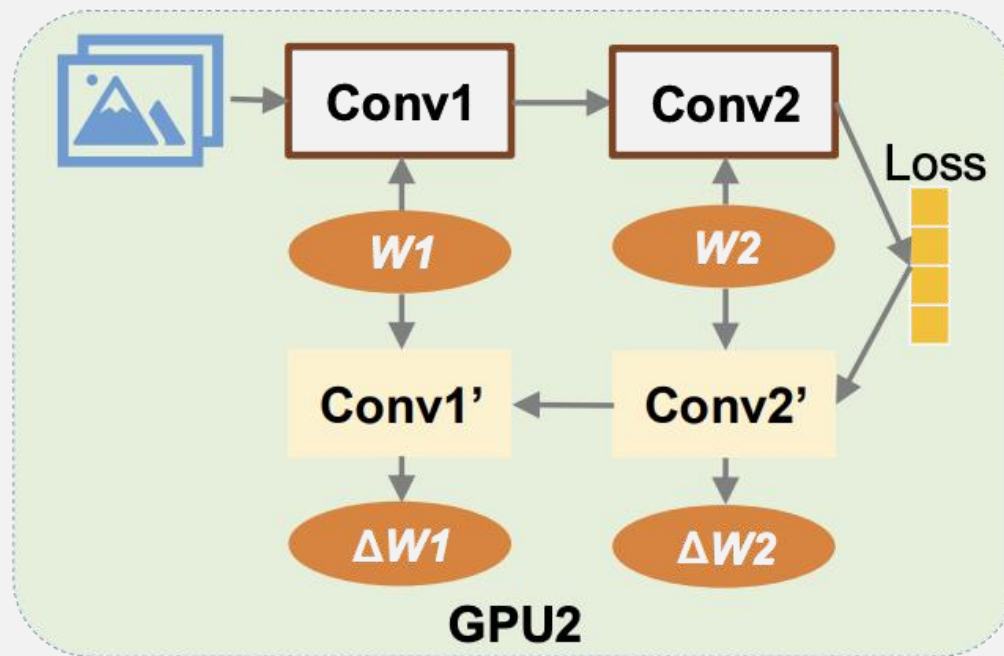 Conv1
Conv2
Loss
W1
W2
Conv1’
Conv2’
ΔW1
ΔW2
GPU2